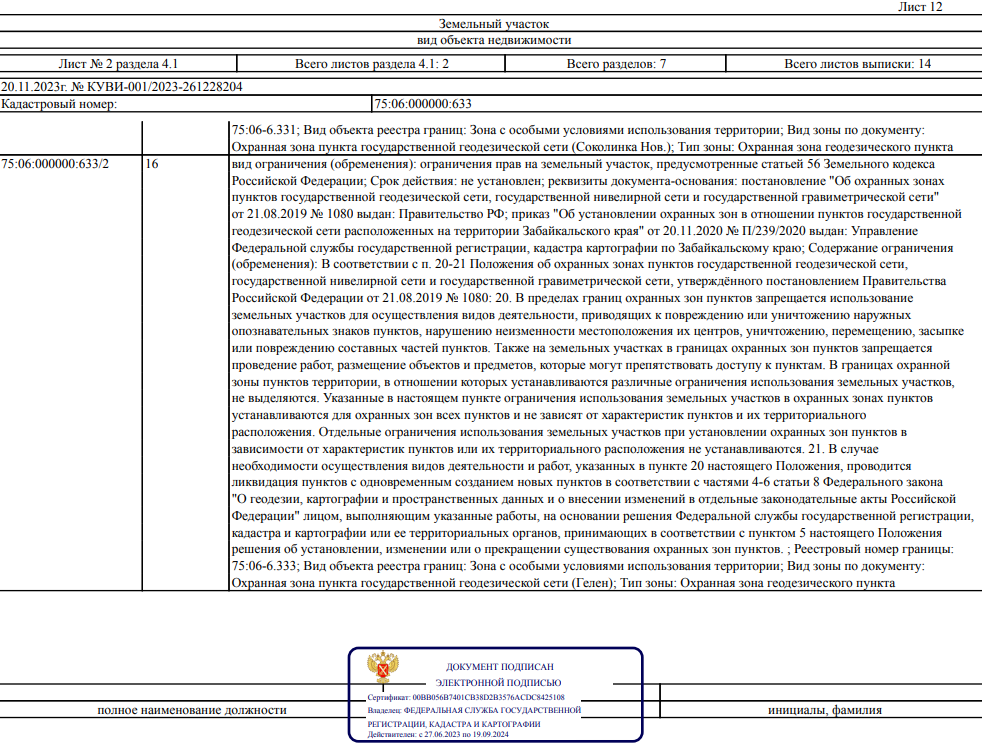 Лист 12
Земельный участок
вид объекта недвижимости
Лист № 2 раздела 4.1
Всего листов раздела 4.1: 2
Всего разделов: 7
Всего листов выписки: 14
20.11.2023г. № КУВИ-001/2023-261228204
Кадастровый номер:
75:06:000000:633
75:06-6.331; Вид объекта реестра границ: Зона с особыми условиями использования территории; Вид зоны по документу:
Охранная зона пункта государственной геодезической сети (Соколинка Нов.); Тип зоны: Охранная зона геодезического пункта
75:06:000000:633/2
16
вид ограничения (обременения): ограничения прав на земельный участок, предусмотренные статьей 56 Земельного кодекса
Российской Федерации; Срок действия: не установлен; реквизиты документа-основания: постановление "Об охранных зонах
пунктов государственной геодезической сети, государственной нивелирной сети и государственной гравиметрической сети"
от 21.08.2019 № 1080 выдан: Правительство РФ; приказ "Об установлении охранных зон в отношении пунктов государственной
геодезической сети расположенных на территории Забайкальского края" от 20.11.2020 № П/239/2020 выдан: Управление
Федеральной службы государственной регистрации, кадастра картографии по Забайкальскому краю; Содержание ограничения
(обременения): В соответствии с п. 20-21 Положения об охранных зонах пунктов государственной геодезической сети,
государственной нивелирной сети и государственной гравиметрической сети, утверждённого постановлением Правительства
Российской Федерации от 21.08.2019 № 1080: 20. В пределах границ охранных зон пунктов запрещается использование
земельных участков для осуществления видов деятельности, приводящих к повреждению или уничтожению наружных
опознавательных знаков пунктов, нарушению неизменности местоположения их центров, уничтожению, перемещению, засыпке
или повреждению составных частей пунктов. Также на земельных участках в границах охранных зон пунктов запрещается
проведение работ, размещение объектов и предметов, которые могут препятствовать доступу к пунктам. В границах охранной
зоны пунктов территории, в отношении которых устанавливаются различные ограничения использования земельных участков,
не выделяются. Указанные в настоящем пункте ограничения использования земельных участков в охранных зонах пунктов
устанавливаются для охранных зон всех пунктов и не зависят от характеристик пунктов и их территориального
расположения. Отдельные ограничения использования земельных участков при установлении охранных зон пунктов в
зависимости от характеристик пунктов или их территориального расположения не устанавливаются. 21. В случае
необходимости осуществления видов деятельности и работ, указанных в пункте 20 настоящего Положения, проводится
ликвидация пунктов с одновременным созданием новых пунктов в соответствии с частями 4-6 статьи 8 Федерального закона
"О геодезии, картографии и пространственных данных и о внесении изменений в отдельные законодательные акты Российской
Федерации" лицом, выполняющим указанные работы, на основании решения Федеральной службы государственной регистрации,
кадастра и картографии или ее территориальных органов, принимающих в соответствии с пунктом 5 настоящего Положения
решения об установлении, изменении или о прекращении существования охранных зон пунктов. ; Реестровый номер границы:
75:06-6.333; Вид объекта реестра границ: Зона с особыми условиями использования территории; Вид зоны по документу:
Охранная зона пункта государственной геодезической сети (Гелен); Тип зоны: Охранная зона геодезического пункта
ДОКУМЕНТ ПОДПИСАН
ЭЛЕКТРОННОЙ ПОДПИСЬЮ
Сертификат: 00BB056B7401CB38D2B3576ACDC8425108
Владелец: ФЕДЕРАЛЬНАЯ СЛУЖБА ГОСУДАРСТВЕННОЙ
РЕГИСТРАЦИИ, КАДАСТРА И КАРТОГРАФИИ
Действителен: с 27.06.2023 по 19.09.2024
полное наименование должности
инициалы, фамилия